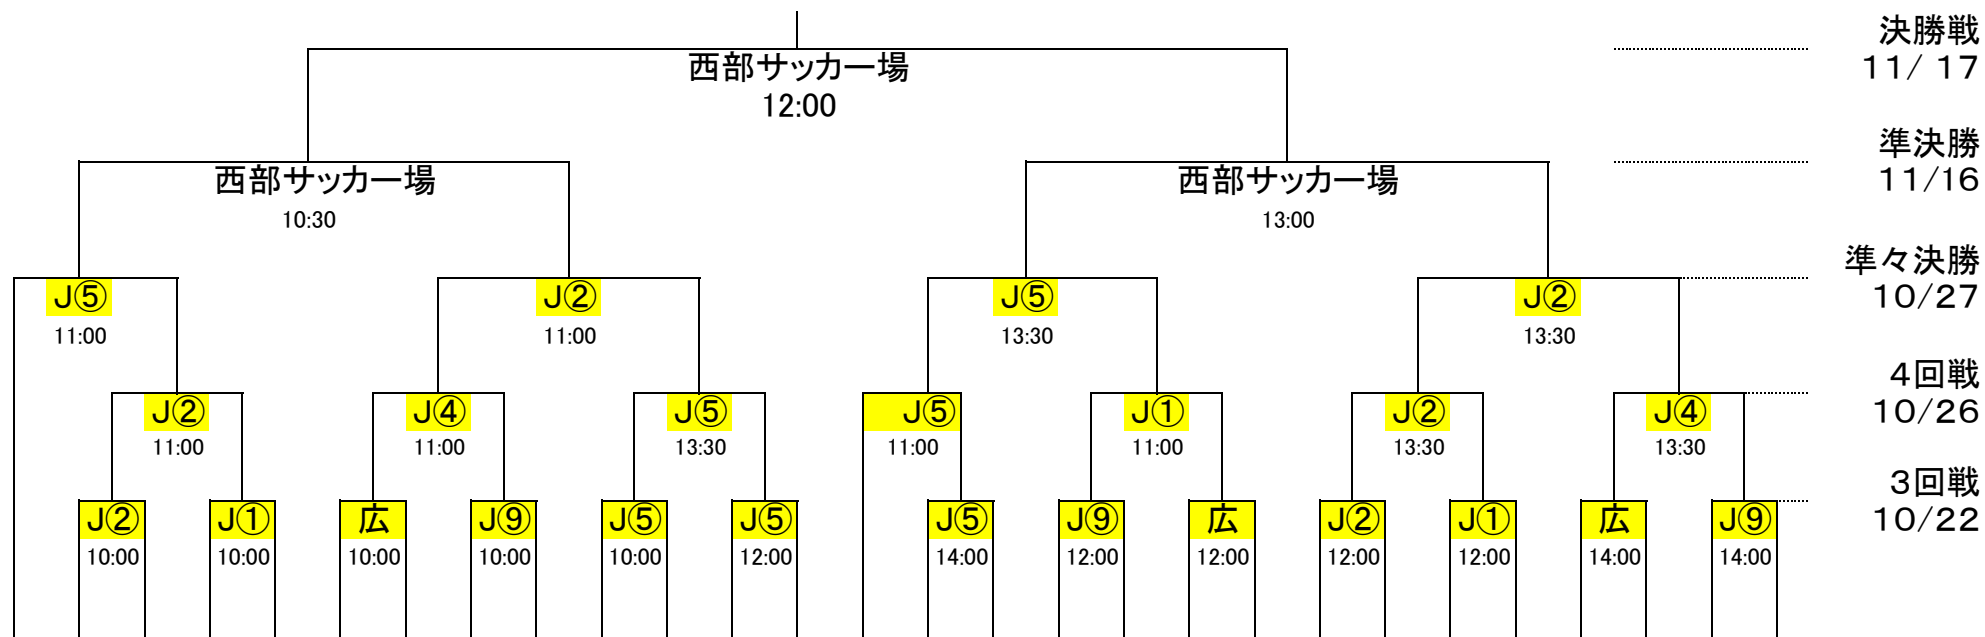 決勝戦
11/ 17
西部サッカー場
12:00
準決勝
11/16
西部サッカー場
西部サッカー場
10:30
13:00
準々決勝
10/27
J⑤
J②
J⑤
J②
11:00
11:00
13:30
13:30
4回戦
10/26
J②
J④
J⑤
J⑤
J①
J②
J④
11:00
11:00
13:30
11:00
11:00
13:30
13:30
3回戦
10/22
J②
J①
広
J⑨
J⑤
J⑤
J⑤
J⑨
広
J②
J①
広
J⑨
10:00
10:00
10:00
10:00
10:00
12:00
14:00
12:00
12:00
12:00
12:00
14:00
14:00